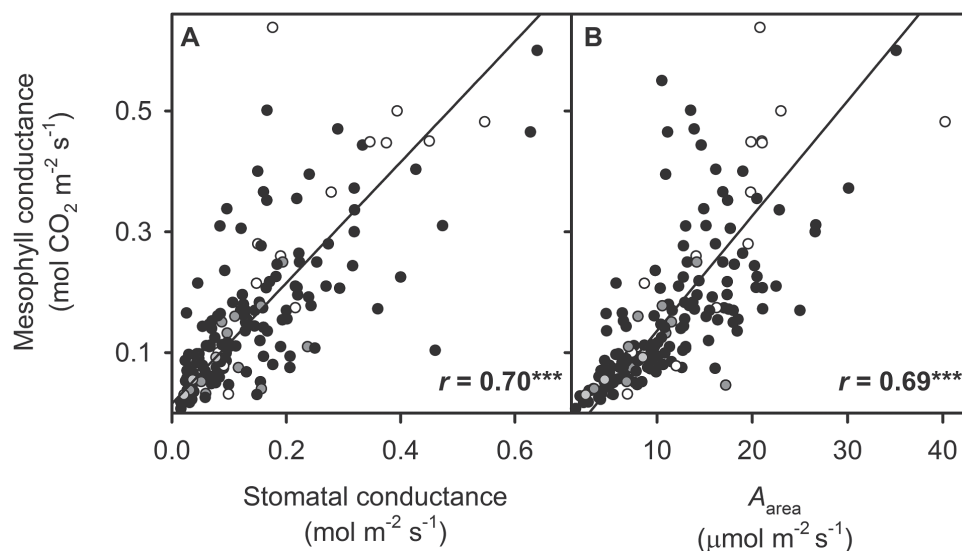 A
B
Mesophyll conductance
(mol CO₂ m⁻² s⁻¹)
0.5
0.3
0.1
r = 0.70***
r = 0.69***
0.0 0.2 0.4 0.6
10 20 30 40
Stomatal conductance
(mol m⁻² s⁻¹)
A_area
(μmol m⁻² s⁻¹)